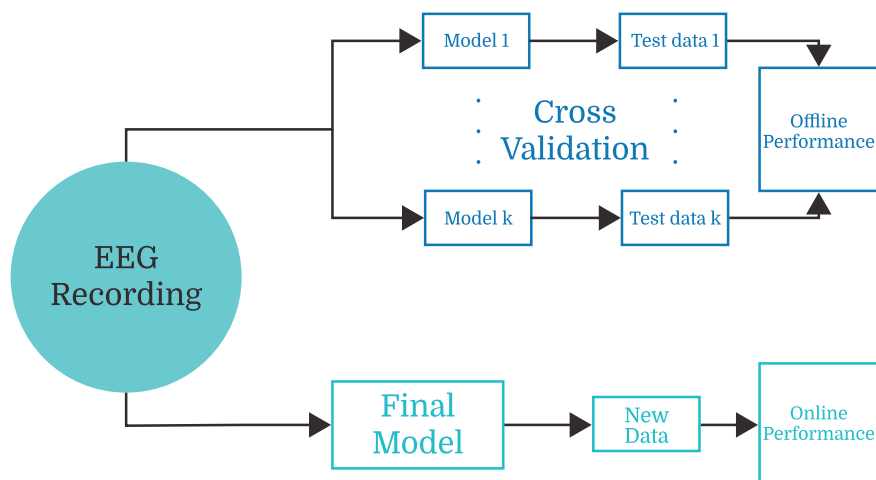 Model 1
Test data 1
Cross
Validation
Offline
Performance
Model k
Test data k
EEG
Recording
Final
Model
New
Data
Online
Performance